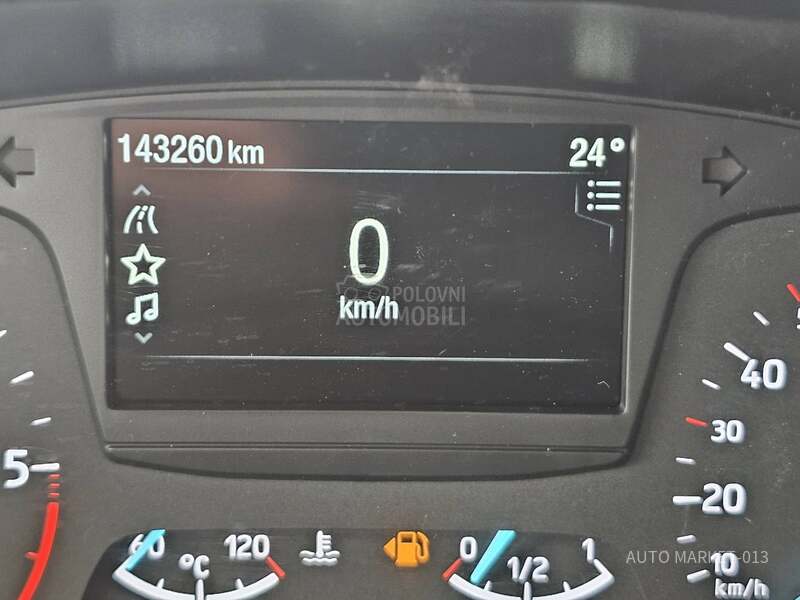 143260 km
24°
0
km/h
POLOVNI
AUTOMOBILI
40
30
5
20
60
°C
120
0
1/2
1
AUTO MARKET-013
10
km/h